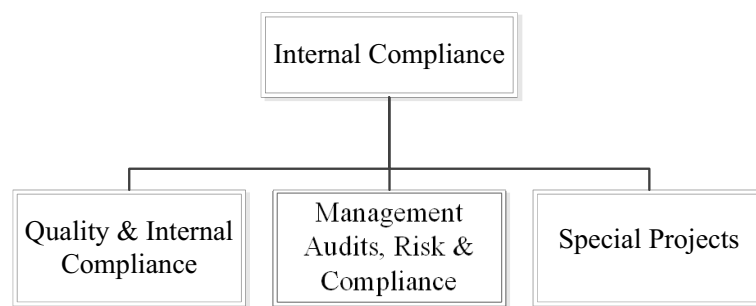 Internal Compliance
Quality & Internal
Compliance
Management
Audits, Risk &
Compliance
Special Projects